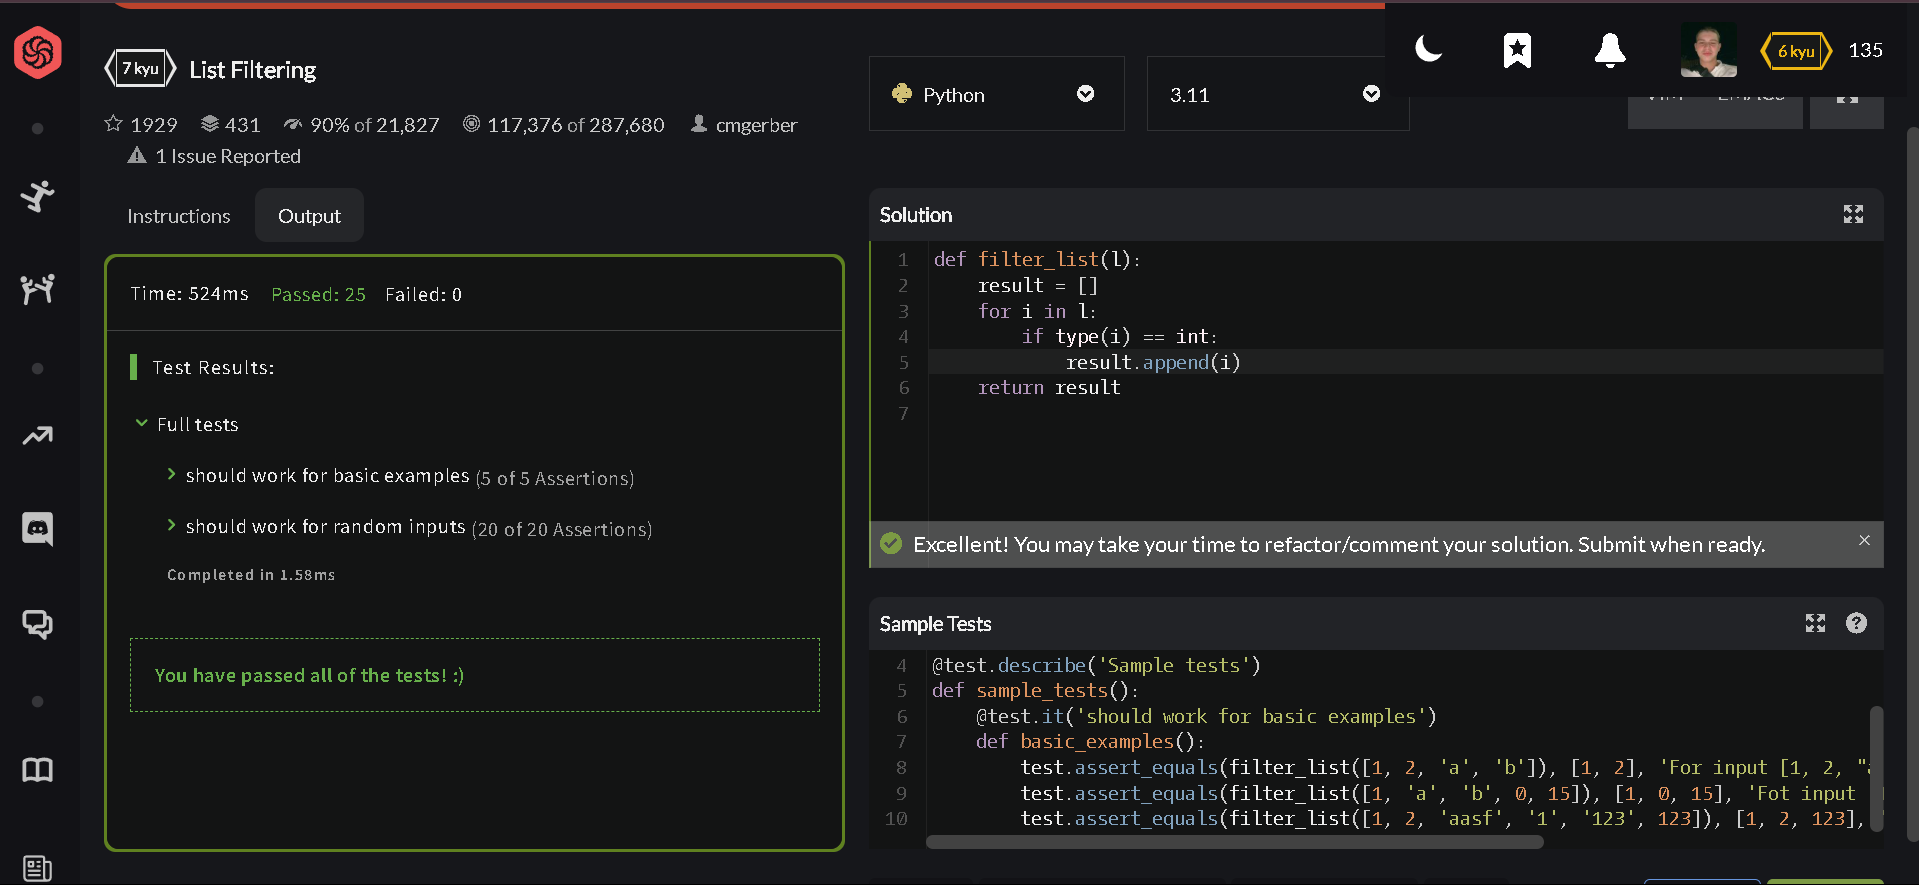 7 kyu List Filtering
1929 431 90% of 21,827 117,376 of 287,680 cmgerber
1 Issue Reported
Python
3.11
6 kyu 135
Instructions Output
Time: 524ms Passed: 25 Failed: 0
Test Results:
Full tests
should work for basic examples (5 of 5 Assertions)
should work for random inputs (20 of 20 Assertions)
Completed in 1.58ms
You have passed all of the tests! :)
Solution
1 def filter_list(l):
2 result = []
3 for i in l:
4 if type(i) == int:
5 result.append(i)
6 return result
7
Excellent! You may take your time to refactor/comment your solution. Submit when ready.
Sample Tests
4 @test.describe('Sample tests')
5 def sample_tests():
6 @test.it('should work for basic examples')
7 def basic_examples():
8 test.assert_equals(filter_list([1, 2, 'a', 'b']), [1, 2], 'For input [1, 2, "a
9 test.assert_equals(filter_list([1, 'a', 'b', 0, 15]), [1, 0, 15], 'Fot input
10 test.assert_equals(filter_list([1, 2, 'aasf', '1', '123', 123]), [1, 2, 123],